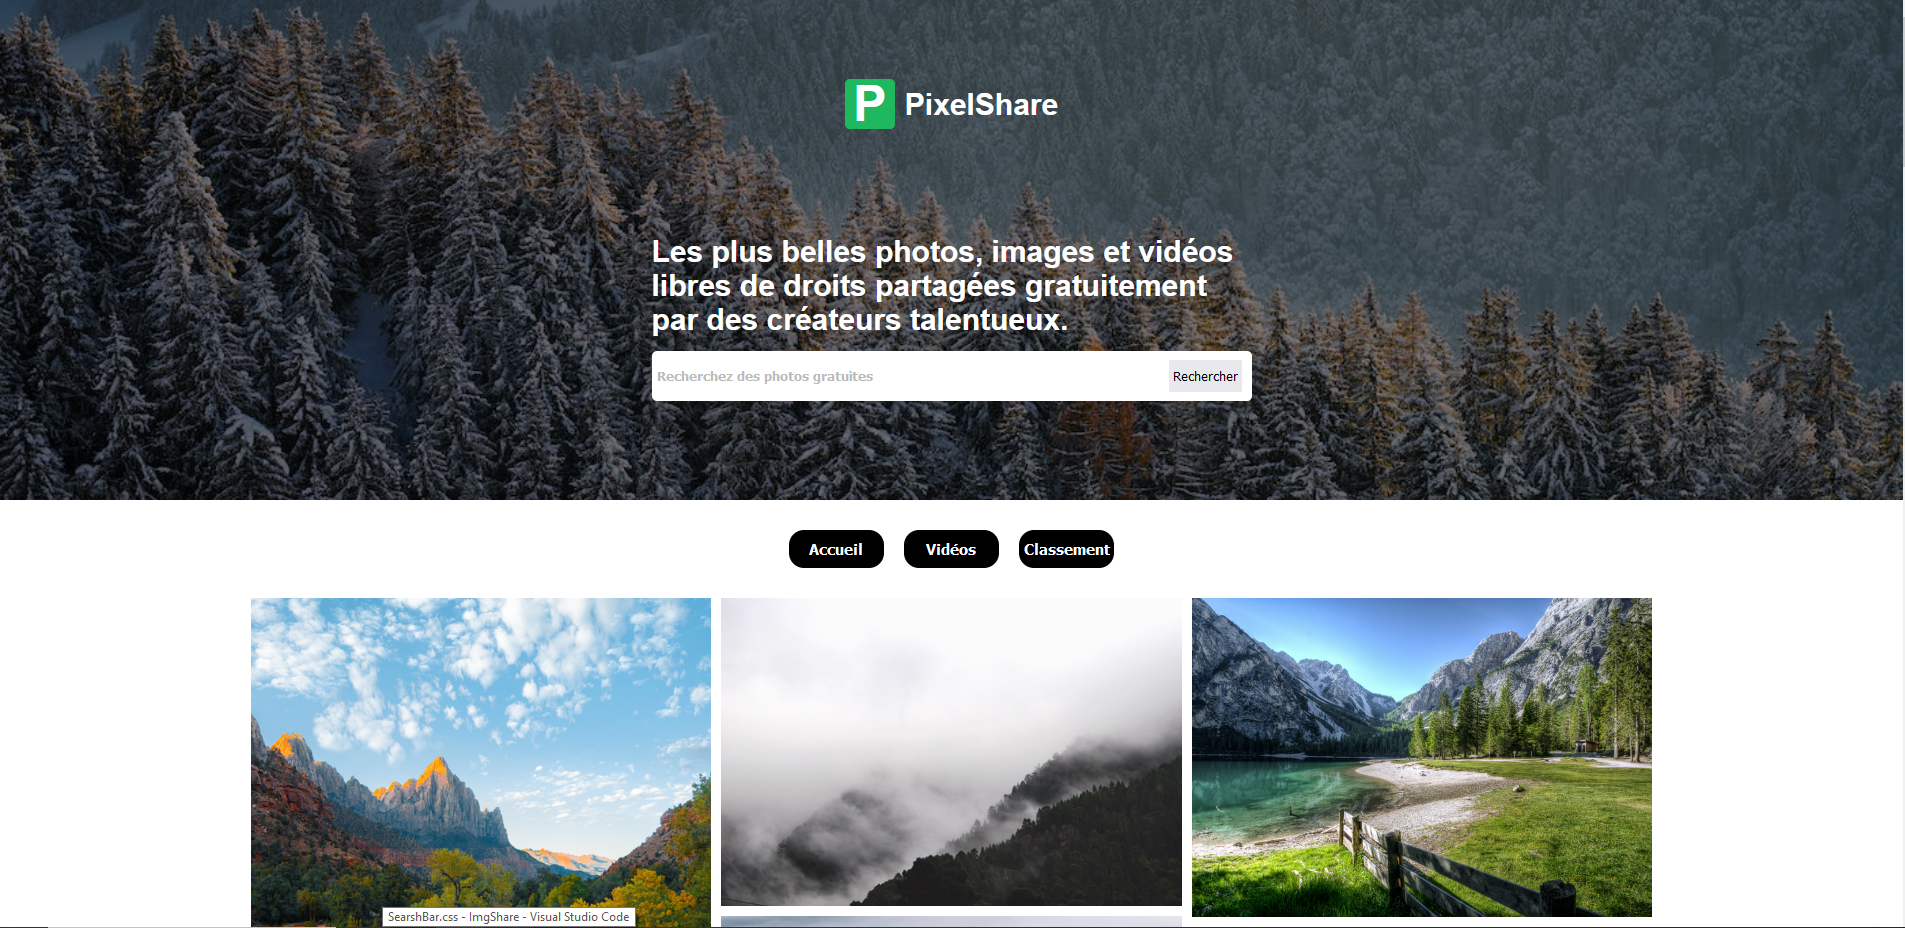 P PixelShare
Les plus belles photos, images et vidéos
libres de droits partagées gratuitement
par des créateurs talentueux.
Recherchez des photos gratuites
Rechercher
Accueil
Vidéos
Classement
SearshBar.css - ImgShare - Visual Studio Code